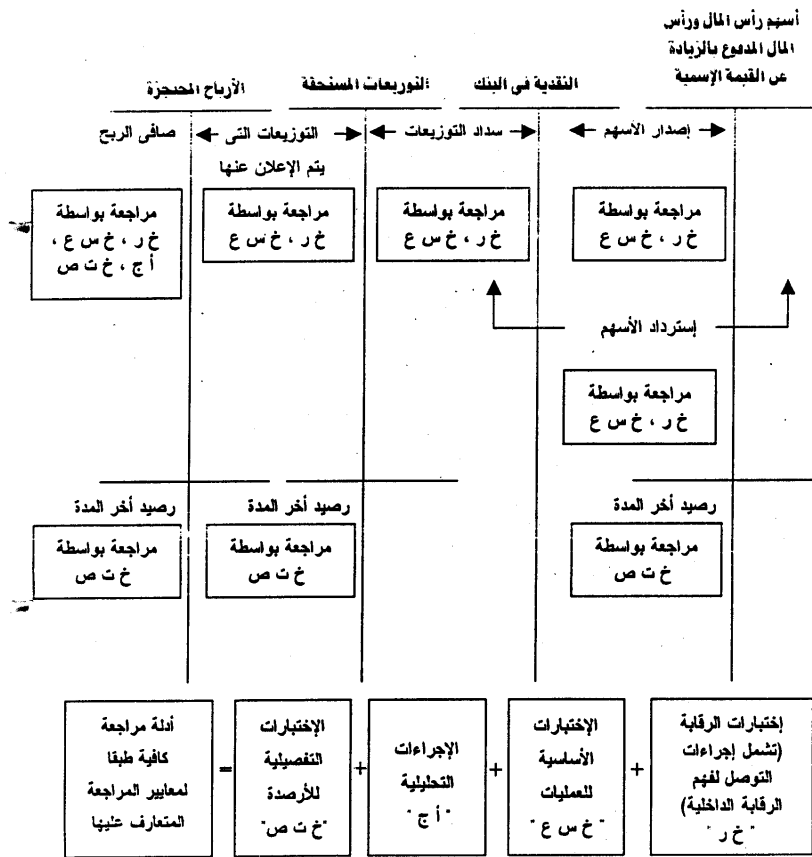 أسهم رأس المال ورأس
المال المدفوع بالزيادة
عن القيمة الإسمية
النقدية فى البنك
التوزيعات المستحقة
الأرباح المحتجزة
إصدار الأسهم
سداد التوزيعات
التوزيعات التى
يتم الإعلان عنها
صافى الربح
مراجعة بواسطة
خ ر ، خ س ع
مراجعة بواسطة
خ ر ، خ س ع
مراجعة بواسطة
خ ر ، خ س ع
مراجعة بواسطة
خ ر ، خ س ع ،
أ ج ، خ ت ص
إسترداد الأسهم
مراجعة بواسطة
خ ر ، خ س ع
رصيد أخر المدة
رصيد أخر المدة
رصيد أخر المدة
مراجعة بواسطة
خ ت ص
مراجعة بواسطة
خ ت ص
مراجعة بواسطة
خ ت ص
إختبارات الرقابة
(تشمل إجراءات
التوصل لفهم
الرقابة الداخلية)
"خ ر"
+
الإختبارات
الأساسية
للعمليات
"خ س ع"
+
الإجراءات
التحليلية
"أ ج"
+
الإختبارات
التفصيلية
للأرصدة
"خ ت ص"
=
أدلة مراجعة
كافية طبقا
لمعايير المراجعة
المتعارف عليها